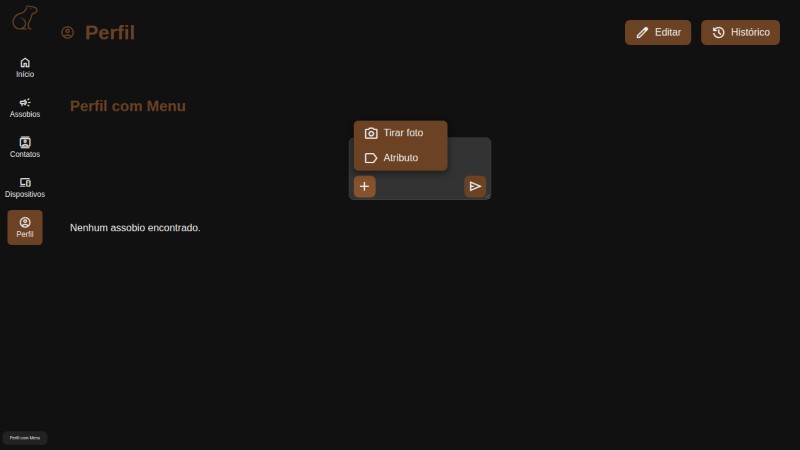 Perfil
Editar
Histórico
Início
Assobios
Contatos
Dispositivos
Perfil
Perfil com Menu
Tirar foto
Atributo
Nenhum assobio encontrado.
Perfil com Menu